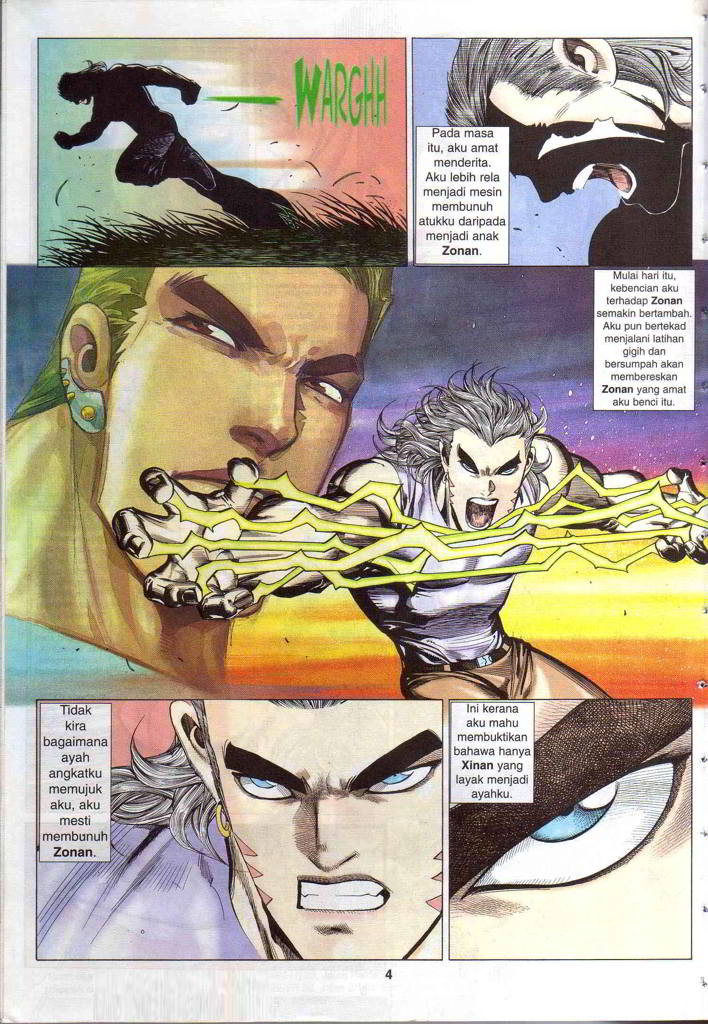 WARGHH
Pada masa
itu, aku amat
menderita.
Aku lebih rela
menjadi mesin
membunuh
atukku daripada
menjadi anak
Zonan.
Mulai hari itu,
kebencian aku
terhadap Zonan
semakin bertambah.
Aku pun bertekad
menjalani latihan
gigih dan
bersumpah akan
membereskan
Zonan yang amat
aku benci itu.
Tidak
kira
bagaimana
ayah
angkatku
memujuk
aku, aku
mesti
membunuh
Zonan.
Ini kerana
aku mahu
membuktikan
bahawa hanya
Xinan yang
layak menjadi
ayahku.
4